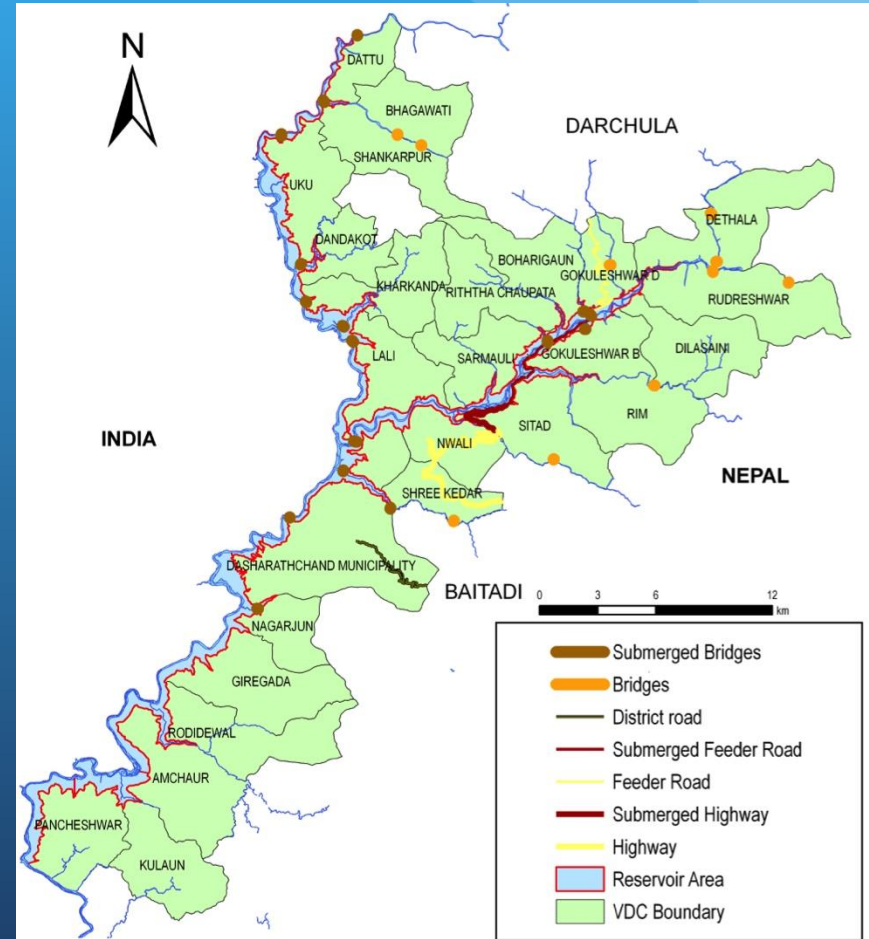 N
DATTU
BHAGAWATI
DARCHULA
SHANKARPUR
UKU
DETHALA
DANDAKOT
BOHARIGAUN
GOKULESHWAR D
KHARKANDA
RITHTHA CHAUPATA
RUDRESHWAR
LALI
SARMAULI
GOKULESHWAR B
DILASAINI
INDIA
NWALI
SITAD
RIM
NEPAL
SHREE KEDAR
DASHARATHCHAND MUNICIPALITY
BAITADI
0 3 6 12
km
NAGARJUN
GIREGADA
RODIDEWAL
AMCHAUR
PANCHESHWAR
KULAUN
Submerged Bridges
Bridges
District road
Submerged Feeder Road
Feeder Road
Submerged Highway
Highway
Reservoir Area
VDC Boundary